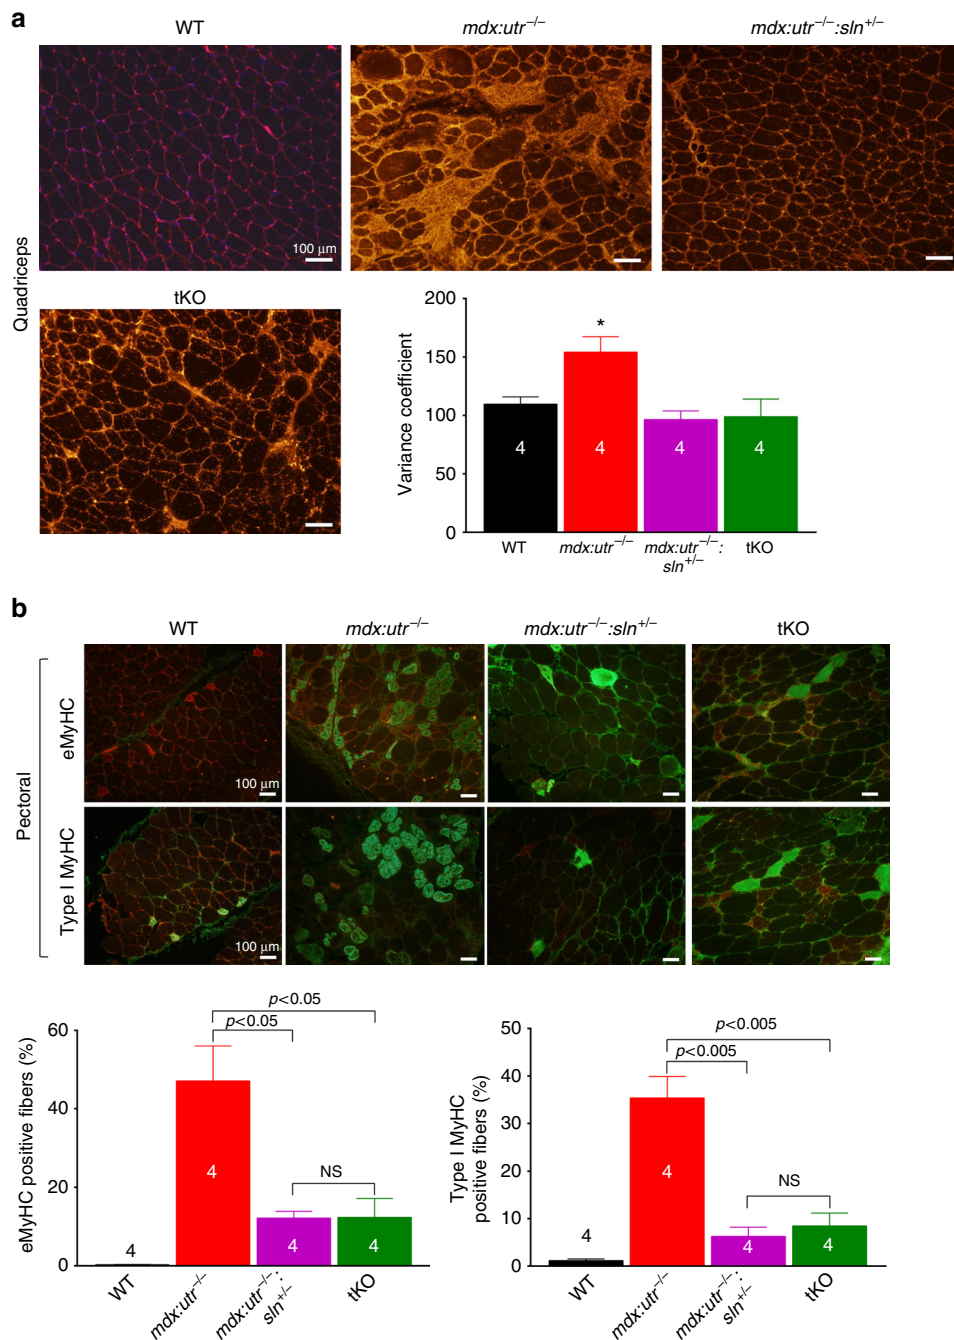 a
WT
mdx:utr⁻/⁻
mdx:utr⁻/⁻:sln⁺/⁻
Quadriceps
100 μm
tKO
Variance coefficient
200
150
100
50
0
*
4
4
4
4
WT
mdx:utr⁻/⁻
mdx:utr⁻/⁻:
sln⁺/⁻
tKO
b
WT
mdx:utr⁻/⁻
mdx:utr⁻/⁻:sln⁺/⁻
tKO
Pectoral
eMyHC
100 μm
Type I MyHC
100 μm
eMyHC positive fibers (%)
60
40
20
0
p<0.05
p<0.05
NS
4
4
4
4
WT
mdx:utr⁻/⁻
mdx:utr⁻/⁻:
sln⁺/⁻
tKO
Type I MyHC
positive fibers (%)
50
40
30
20
10
0
p<0.005
p<0.005
NS
4
4
4
4
WT
mdx:utr⁻/⁻
mdx:utr⁻/⁻:
sln⁺/⁻
tKO